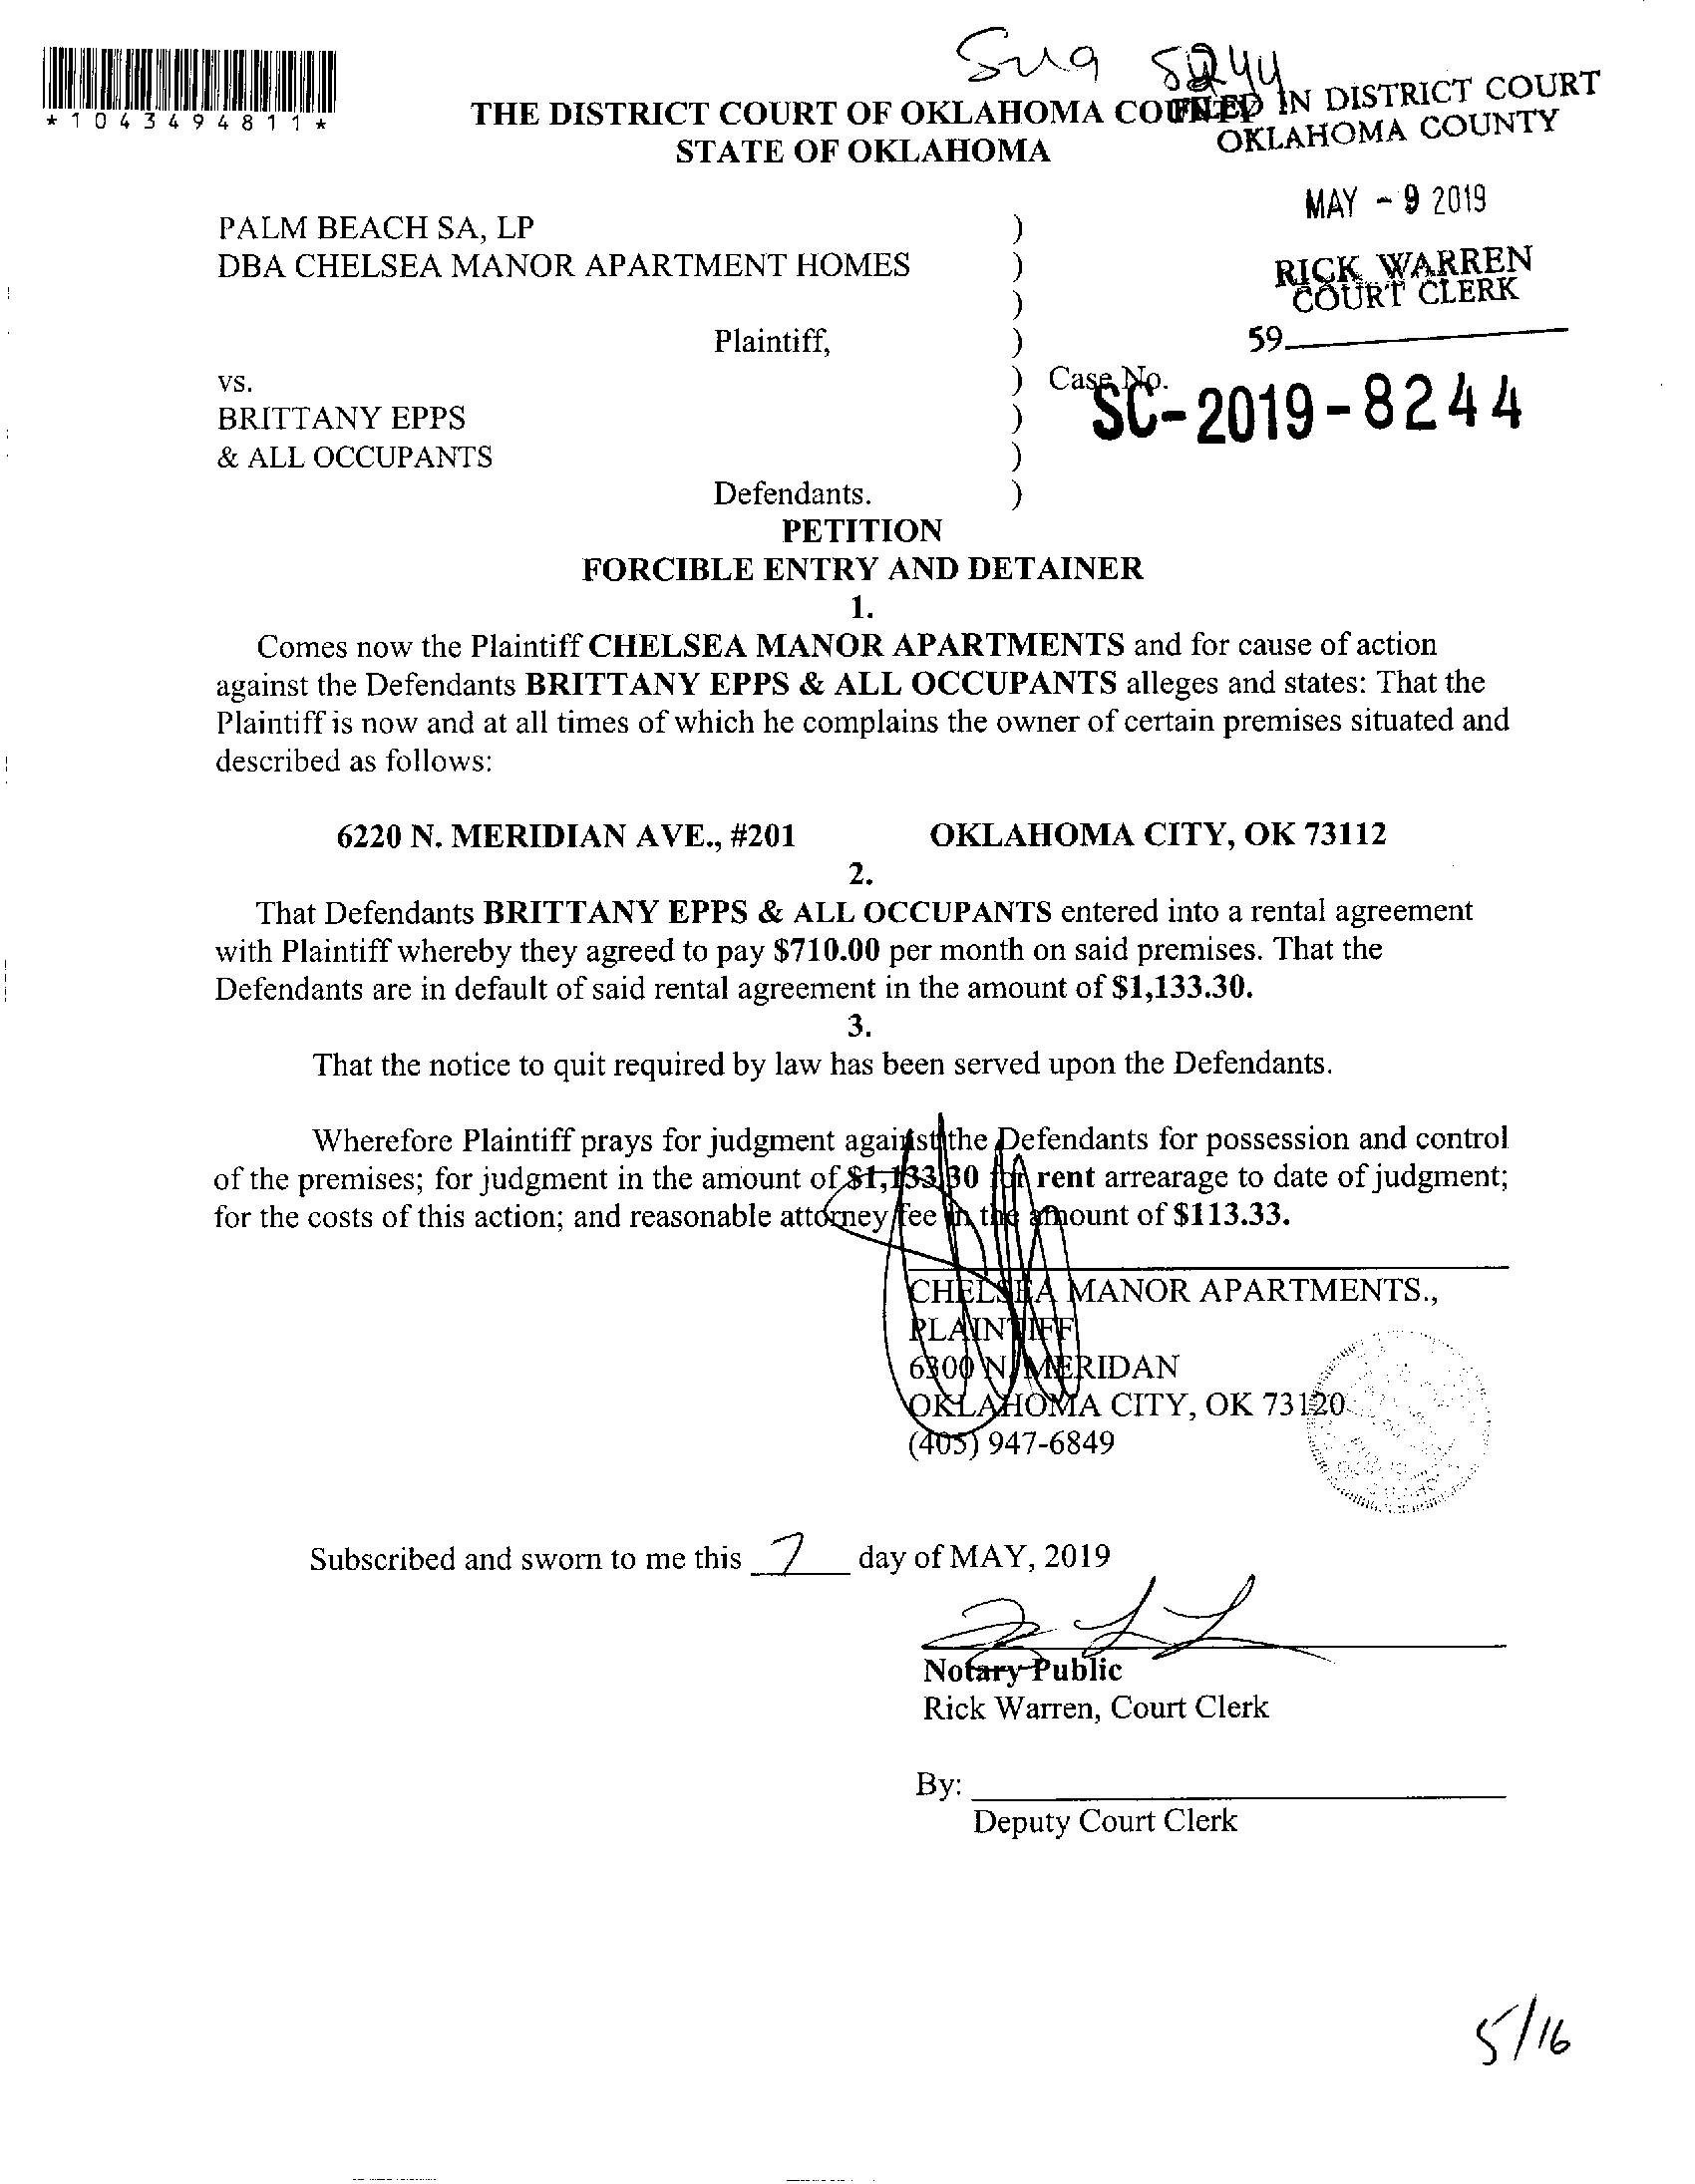 8244
*1043494811*
THE DISTRICT COURT OF OKLAHOMA COUNTY
STATE OF OKLAHOMA
FILED IN DISTRICT COURT
OKLAHOMA COUNTY
MAY - 9 2019
RICK WARREN
COURT CLERK
59
PALM BEACH SA, LP )
DBA CHELSEA MANOR APARTMENT HOMES )
)
Plaintiff, )
vs. ) Case No.
SC-2019-8244
BRITTANY EPPS )
& ALL OCCUPANTS )
Defendants. )
PETITION
FORCIBLE ENTRY AND DETAINER
1.
Comes now the Plaintiff CHELSEA MANOR APARTMENTS and for cause of action
against the Defendants BRITTANY EPPS & ALL OCCUPANTS alleges and states: That the
Plaintiff is now and at all times of which he complains the owner of certain premises situated and
described as follows:
6220 N. MERIDIAN AVE., #201 OKLAHOMA CITY, OK 73112
2.
That Defendants BRITTANY EPPS & ALL OCCUPANTS entered into a rental agreement
with Plaintiff whereby they agreed to pay $710.00 per month on said premises. That the
Defendants are in default of said rental agreement in the amount of $1,133.30.
3.
That the notice to quit required by law has been served upon the Defendants.
Wherefore Plaintiff prays for judgment against the Defendants for possession and control
of the premises; for judgment in the amount of $1,133.30 for rent arrearage to date of judgment;
for the costs of this action; and reasonable attorney fee in the amount of $113.33.
CHELSEA MANOR APARTMENTS.,
PLAINTIFF
6300 N. MERIDAN
OKLAHOMA CITY, OK 73120
(405) 947-6849
Subscribed and sworn to me this 7 day of MAY, 2019
Notary Public
Rick Warren, Court Clerk
By:
Deputy Court Clerk
5/16